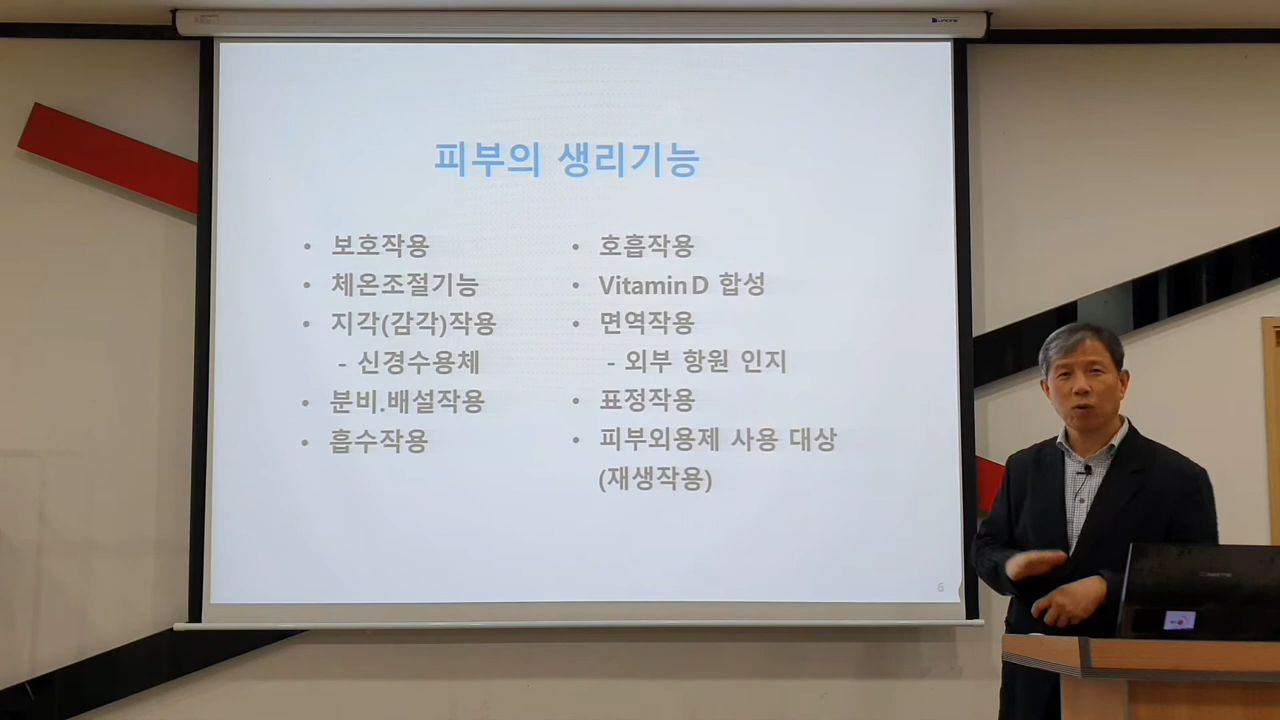 피부의 생리기능
• 보호작용
• 체온조절기능
• 지각(감각)작용
- 신경수용체
• 분비.배설작용
• 흡수작용
• 호흡작용
• Vitamin D 합성
• 면역작용
- 외부 항원 인지
• 표정작용
• 피부외용제 사용 대상
(재생작용)
6